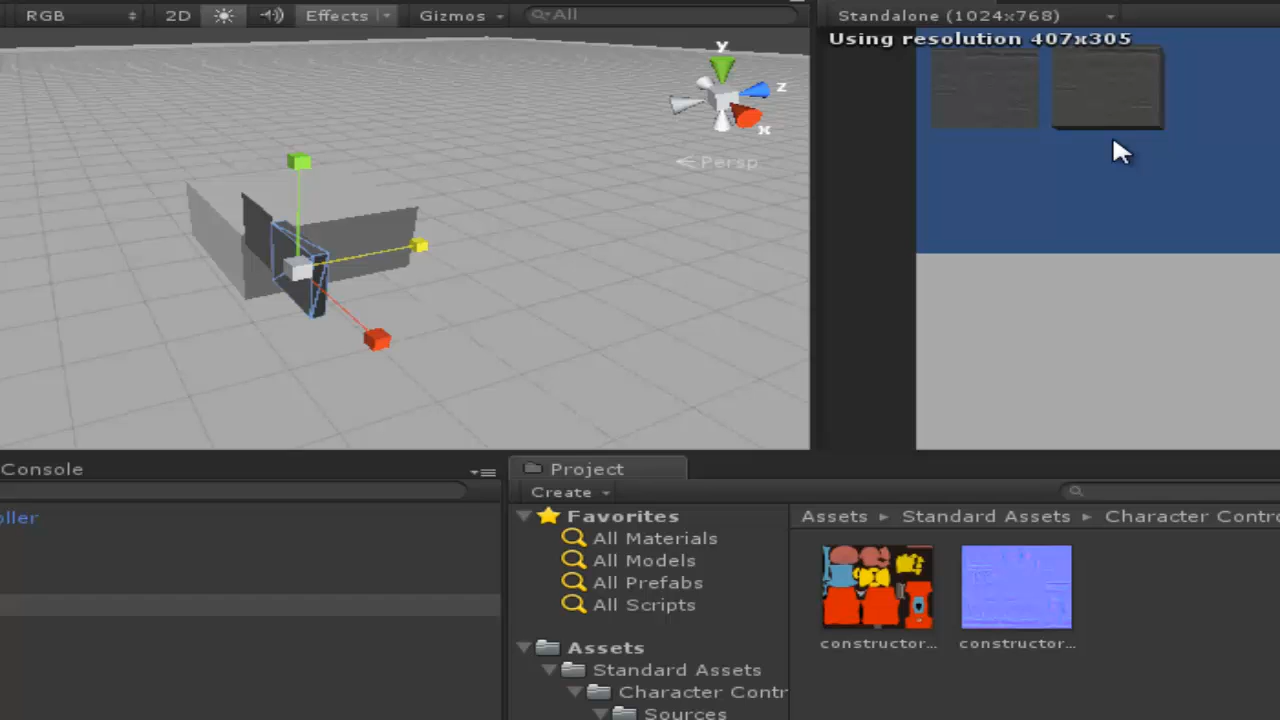 RGB 2D Effects Gizmos All
Standalone (1024x768)
Using resolution 407x305
y
z
x
Persp
Console
Project
Create
oller
Favorites
All Materials
All Models
All Prefabs
All Scripts
Assets
Standard Assets
Character Contr
Sources
Assets Standard Assets Character Contro
constructor... constructor...